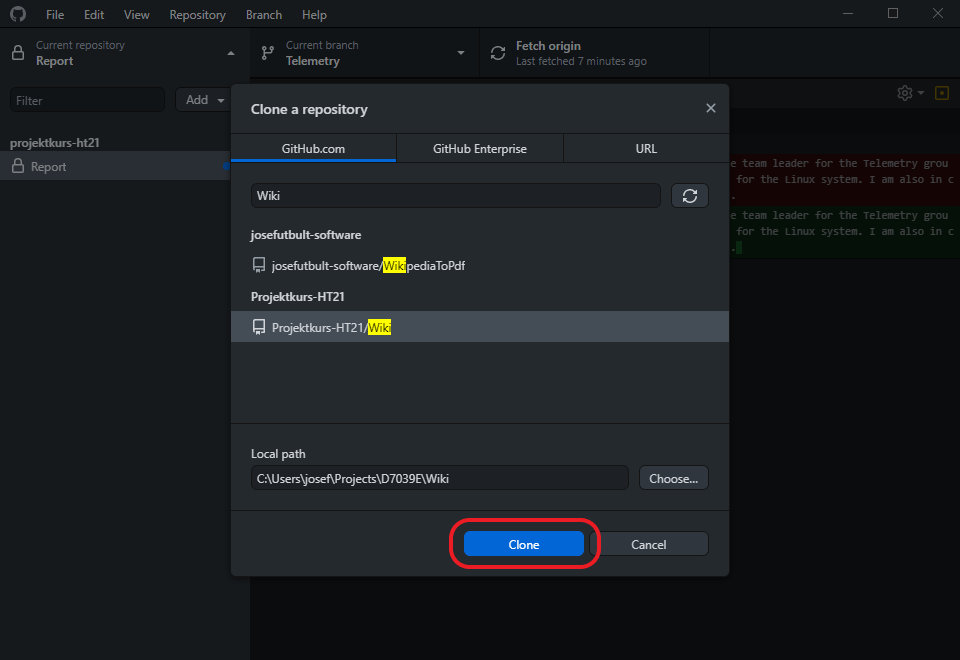 File Edit View Repository Branch Help
Current repository
Report
Current branch
Telemetry
Fetch origin
Last fetched 7 minutes ago
Filter
Add
projektkurs-ht21
Report
Clone a repository
GitHub.com
GitHub Enterprise
URL
Wiki
josefutbult-software
josefutbult-software/WikipediaToPdf
Projektkurs-HT21
Projektkurs-HT21/Wiki
Local path
C:\Users\josef\Projects\D7039E\Wiki
Choose...
Clone
Cancel
e team leader for the Telemetry grou
for the Linux system. I am also in c
.
e team leader for the Telemetry grou
for the Linux system. I am also in c
.